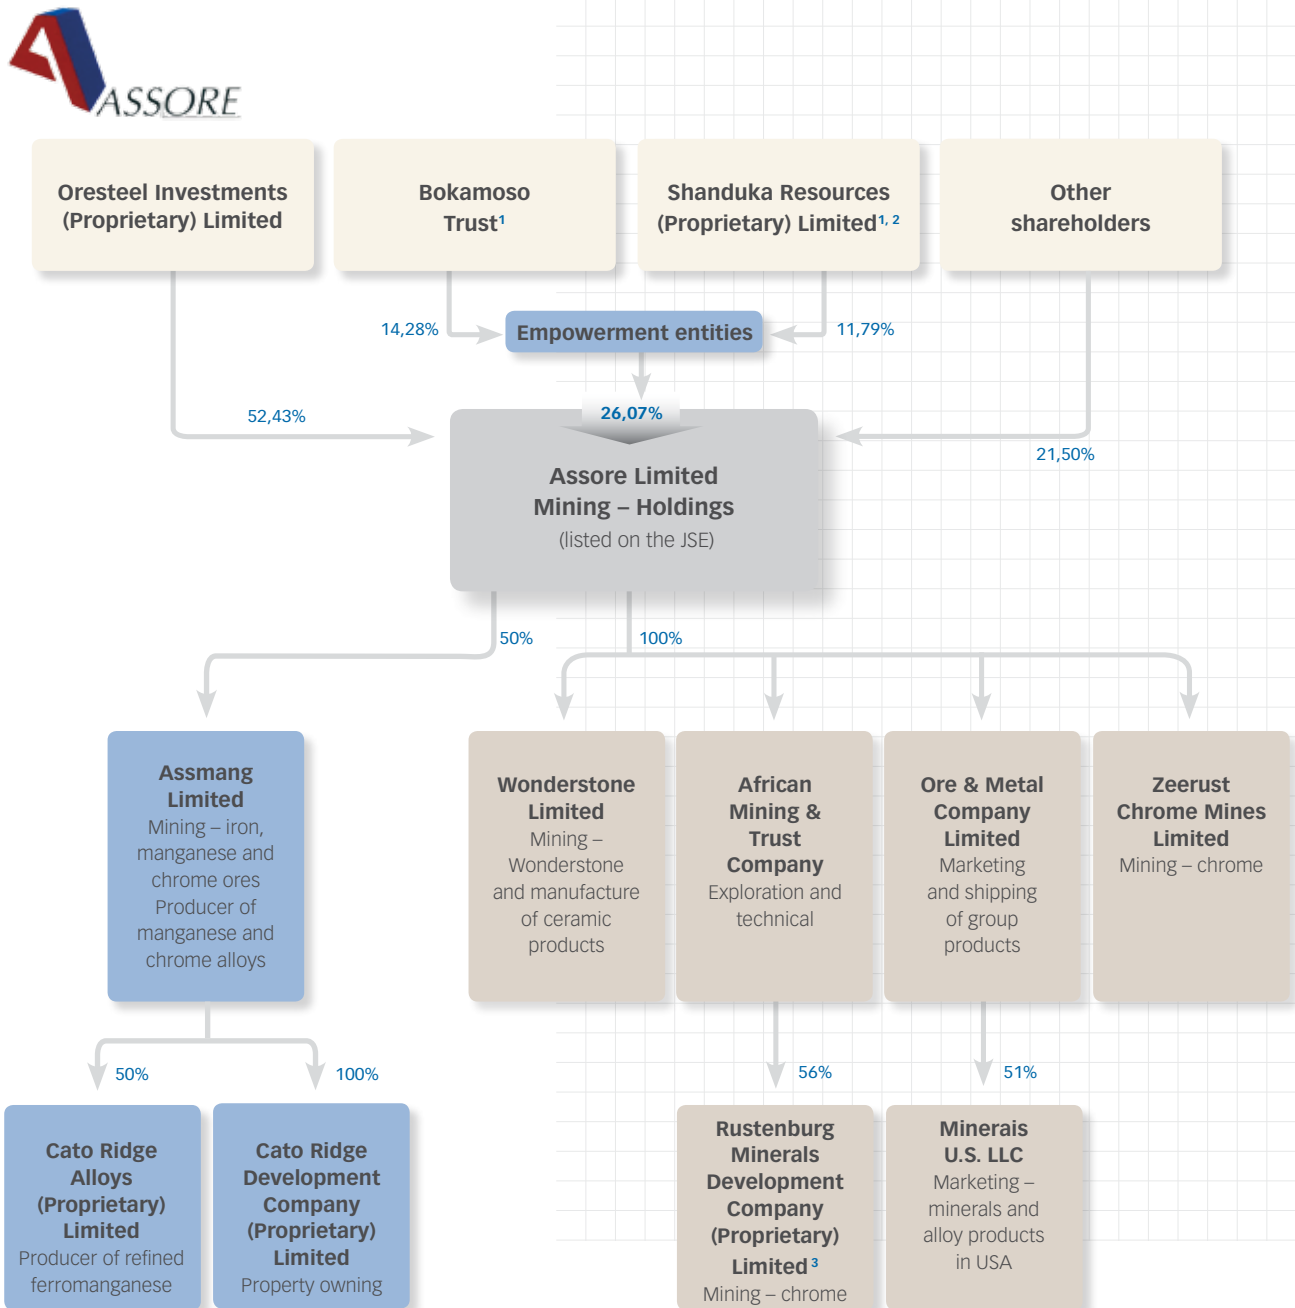 ASSORE
Oresteel Investments
(Proprietary) Limited
Bokamoso
Trust1
Shanduka Resources
(Proprietary) Limited1, 2
Other
shareholders
14,28%
Empowerment entities
11,79%
52,43%
26,07%
21,50%
Assore Limited
Mining – Holdings
(listed on the JSE)
50%
100%
Assmang
Limited
Mining – iron,
manganese and
chrome ores
Producer of
manganese and
chrome alloys
Wonderstone
Limited
Mining –
Wonderstone
and manufacture
of ceramic
products
African
Mining &
Trust
Company
Exploration and
technical
Ore & Metal
Company
Limited
Marketing
and shipping
of group
products
Zeerust
Chrome Mines
Limited
Mining – chrome
50%
100%
56%
51%
Cato Ridge
Alloys
(Proprietary)
Limited
Producer of refined
ferromanganese
Cato Ridge
Development
Company
(Proprietary)
Limited
Property owning
Rustenburg
Minerals
Development
Company
(Proprietary)
Limited3
Mining – chrome
Minerais
U.S. LLC
Marketing –
minerals and
alloy products
in USA